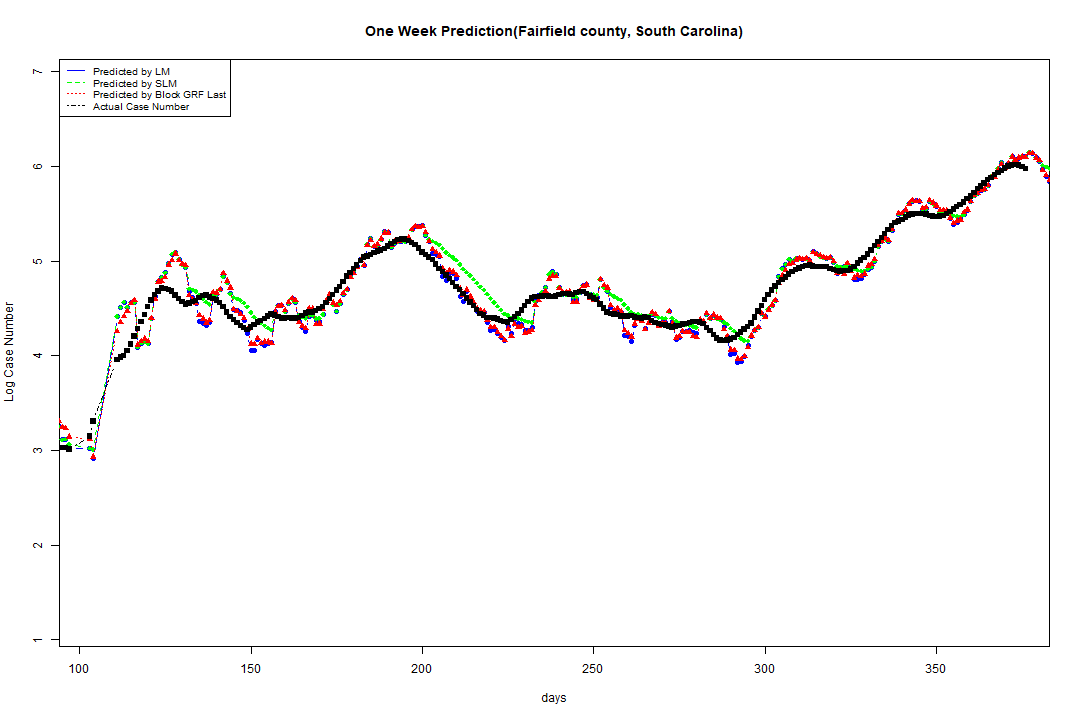 One Week Prediction(Fairfield county, South Carolina)
Predicted by LM
Predicted by SLM
Predicted by Block GRF Last
Actual Case Number
7
6
5
4
3
2
1
Log Case Number
100 150 200 250 300 350
days